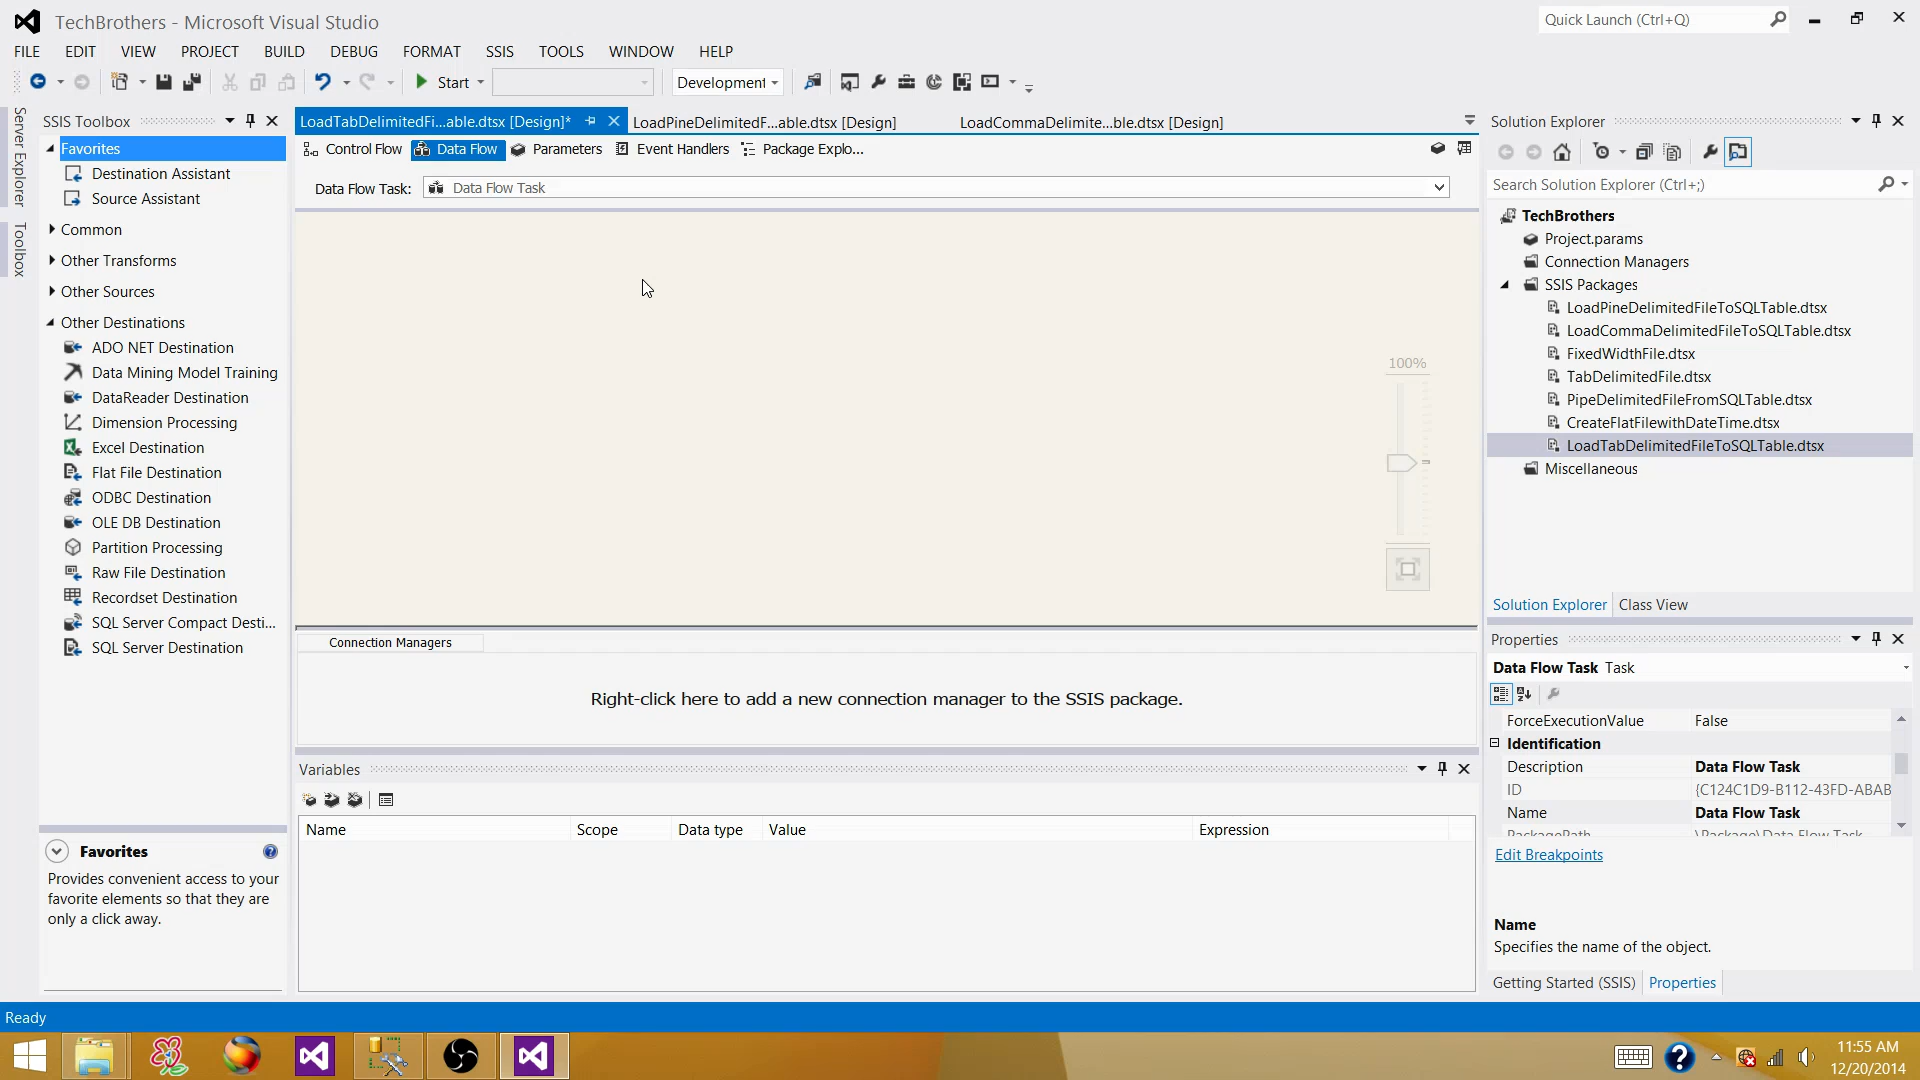 TechBrothers - Microsoft Visual Studio
Quick Launch (Ctrl+Q)
FILE EDIT VIEW PROJECT BUILD DEBUG FORMAT SSIS TOOLS WINDOW HELP
Start
Development
Server Explorer
Toolbox
SSIS Toolbox
Favorites
Destination Assistant
Source Assistant
Common
Other Transforms
Other Sources
Other Destinations
ADO NET Destination
Data Mining Model Training
DataReader Destination
Dimension Processing
Excel Destination
Flat File Destination
ODBC Destination
OLE DB Destination
Partition Processing
Raw File Destination
Recordset Destination
SQL Server Compact Desti...
SQL Server Destination
Favorites
Provides convenient access to your
favorite elements so that they are
only a click away.
LoadTabDelimitedFi...able.dtsx [Design]*
LoadPineDelimitedF...able.dtsx [Design]
LoadCommaDelimite...ble.dtsx [Design]
Control Flow
Data Flow
Parameters
Event Handlers
Package Explo...
Data Flow Task:
Data Flow Task
100%
Connection Managers
Right-click here to add a new connection manager to the SSIS package.
Variables
Name Scope Data type Value Expression
Solution Explorer
Search Solution Explorer (Ctrl+;)
TechBrothers
Project.params
Connection Managers
SSIS Packages
LoadPineDelimitedFileToSQLTable.dtsx
LoadCommaDelimitedFileToSQLTable.dtsx
FixedWidthFile.dtsx
TabDelimitedFile.dtsx
PipeDelimitedFileFromSQLTable.dtsx
CreateFlatFilewithDateTime.dtsx
LoadTabDelimitedFileToSQLTable.dtsx
Miscellaneous
Solution Explorer Class View
Properties
Data Flow Task Task
ForceExecutionValue False
Identification
Description Data Flow Task
ID {C124C1D9-B112-43FD-ABAB
Name Data Flow Task
PackagePath \Package\Data Flow Task
Edit Breakpoints
Name
Specifies the name of the object.
Getting Started (SSIS) Properties
Ready
11:55 AM
12/20/2014